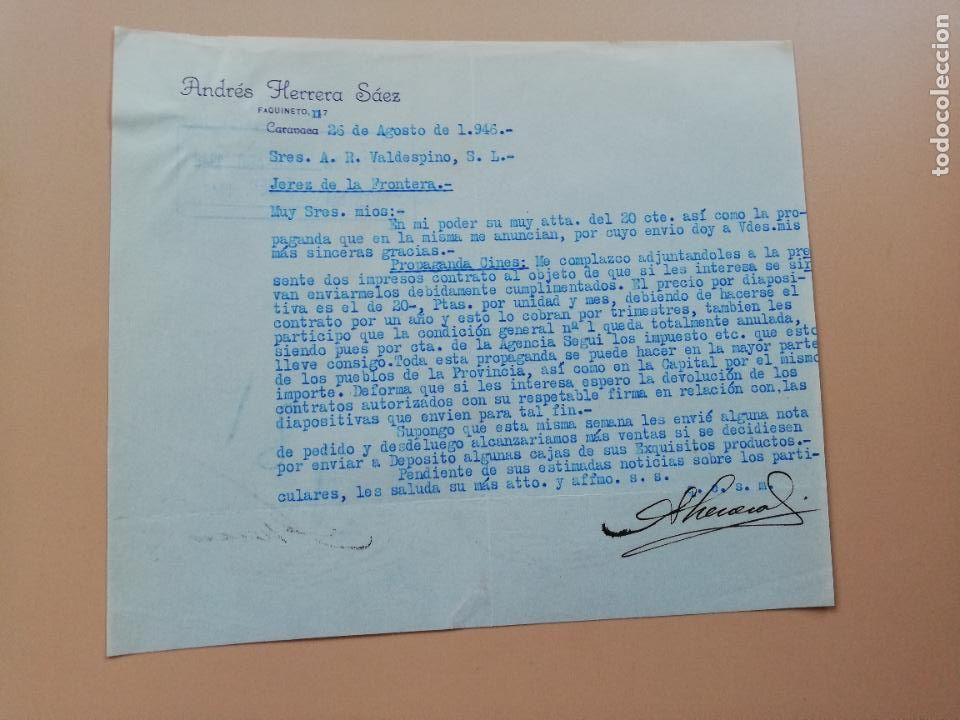 Andrés Herrera Sáez
FAQUINETO, 7
Caravaca 26 de Agosto de 1.946.-
Sres. A. R. Valdespino, S. L.-
Jerez de la Frontera.-
Muy Sres. mios:-
En mi poder su muy atta. del 20 cte. así como la pro-
paganda que en la misma me anuncian, por cuyo envio doy a Vdes.mis
más sinceras gracias.-
Propaganda Cines: Me complazco adjuntandoles a la pre
sente dos impresos contrato al objeto de que si les interesa se sir
van enviarmelos debidamente cumplimentados. El precio por diaposi-
tiva es el de 20-, Ptas. por unidad y mes, debiendo de hacerse el
contrato por un año y esto lo cobran por trimestres, tambien les
participo que la condición general nª 1 queda totalmente anulada,
siendo pues por cta. de la Agencia Segui los impuesto etc. que esto
lleve consigo.Toda esta propaganda se puede hacer en la mayor parte
de los pueblos de la Provincia, así como en la Capital por el mismo
importe. Deforma que si les interesa espero la devolución de los
contratos autorizados con su respetable firma en relación con,las
diapositivas que envien para tal fin.-
Supongo que esta misma semana les envié alguna nota
de pedido y desdeluego alcanzariamos más ventas si se decidiesen
por enviar a Deposito algunas cajas de sus Exquisitos productos.-
Pendiente de sus estimadas noticias sobre los parti-
culares, les saluda su más atto. y affmo. s. s.
s. s. m.
AHerrera
todocoleccion